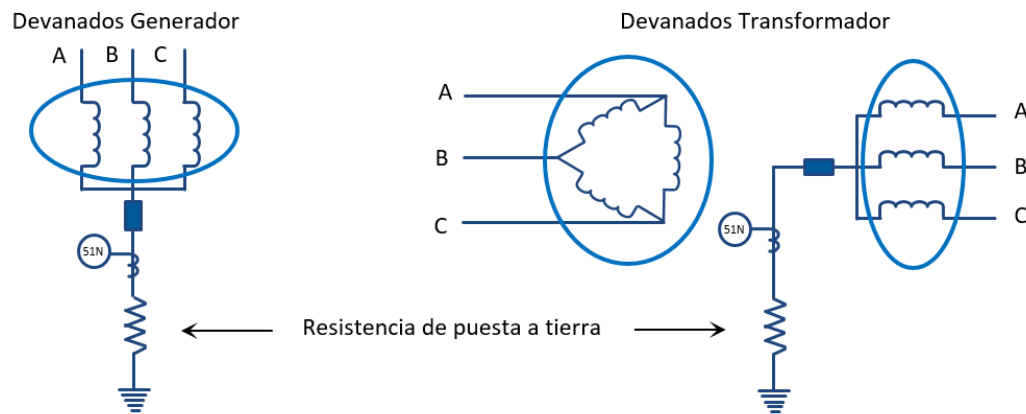 Devanados Generador
A B C
51N
Devanados Transformador
A
B
C
51N
A
B
C
Resistencia de puesta a tierra